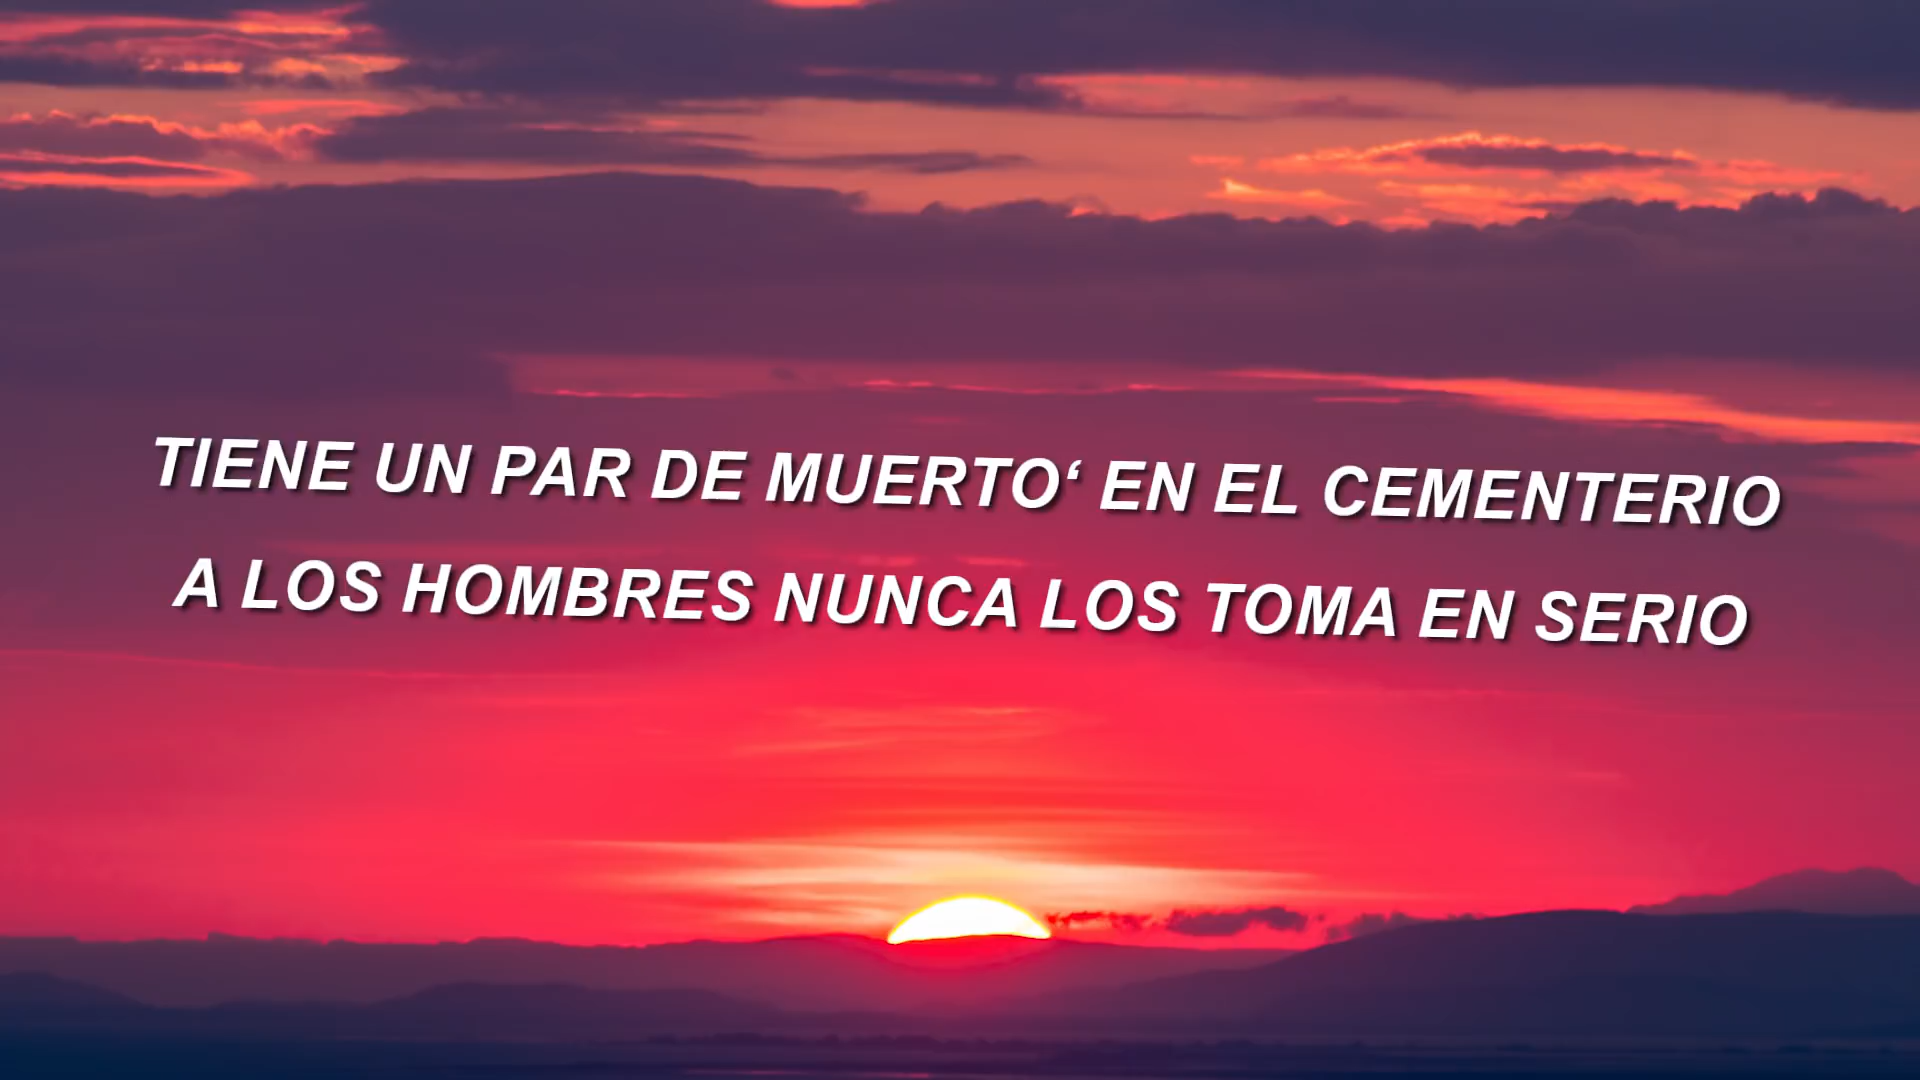 TIENE UN PAR DE MUERTO‘ EN EL CEMENTERIO
A LOS HOMBRES NUNCA LOS TOMA EN SERIO